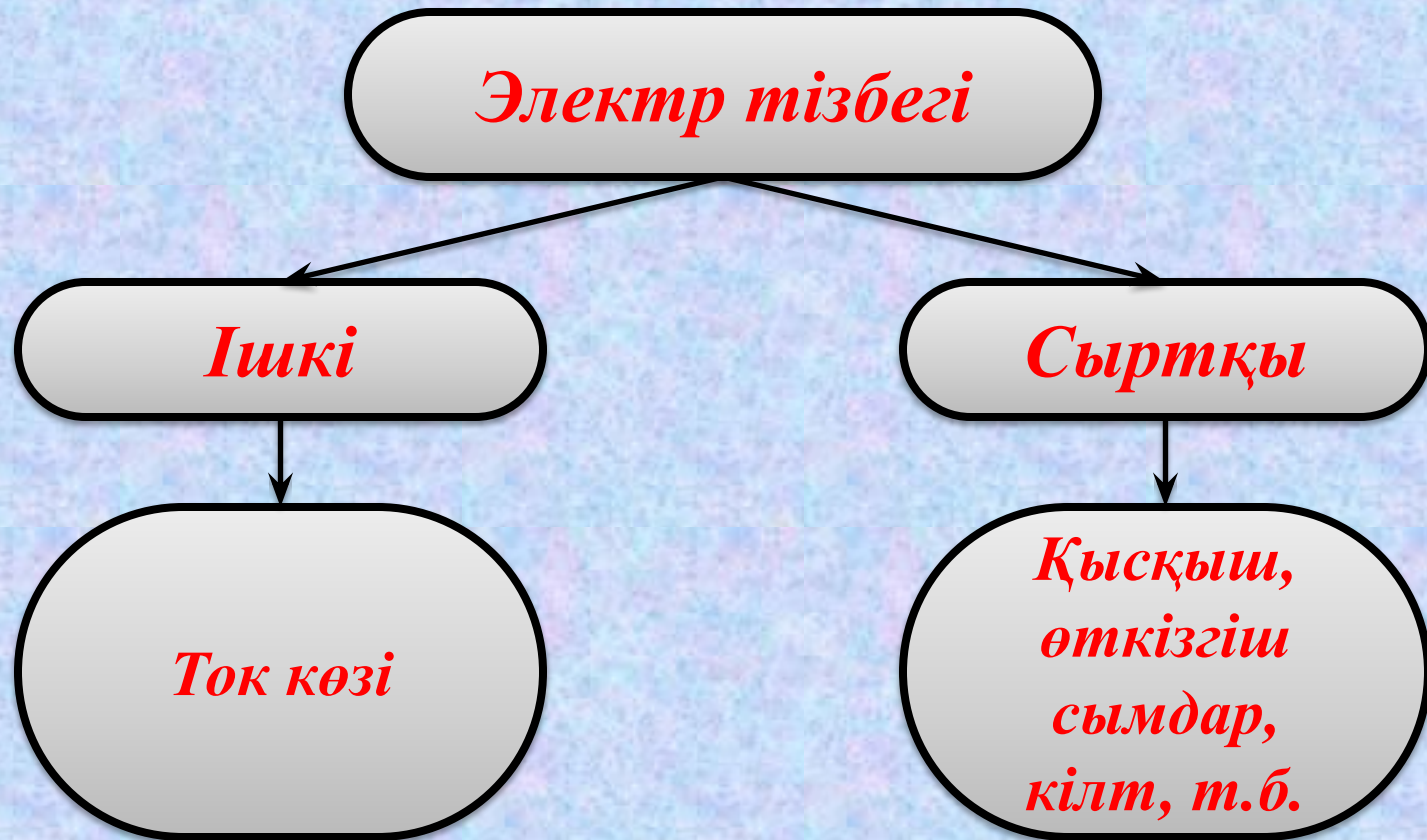 Электр тізбегі
Ішкі
Сыртқы
Ток көзі
Қысқыш,
өткізгіш
сымдар,
кілт, т.б.